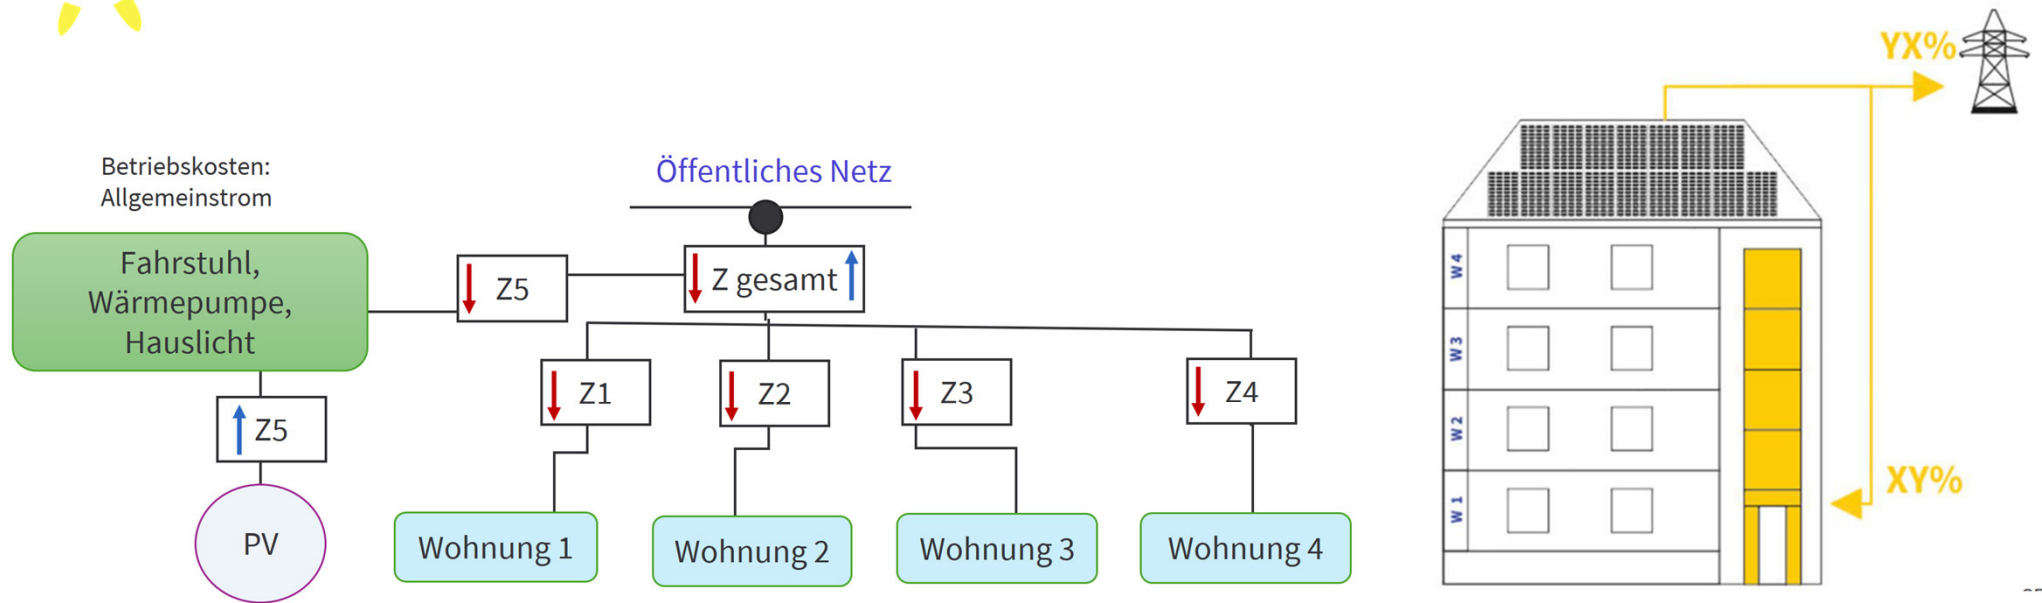 Betriebskosten:
Allgemeinstrom
Fahrstuhl,
Wärmepumpe,
Hauslicht
Z5
PV
Z5
Öffentliches Netz
Z gesamt
Z1
Z2
Z3
Z4
Wohnung 1
Wohnung 2
Wohnung 3
Wohnung 4
YX%
W4
W3
W2
W1
XY%